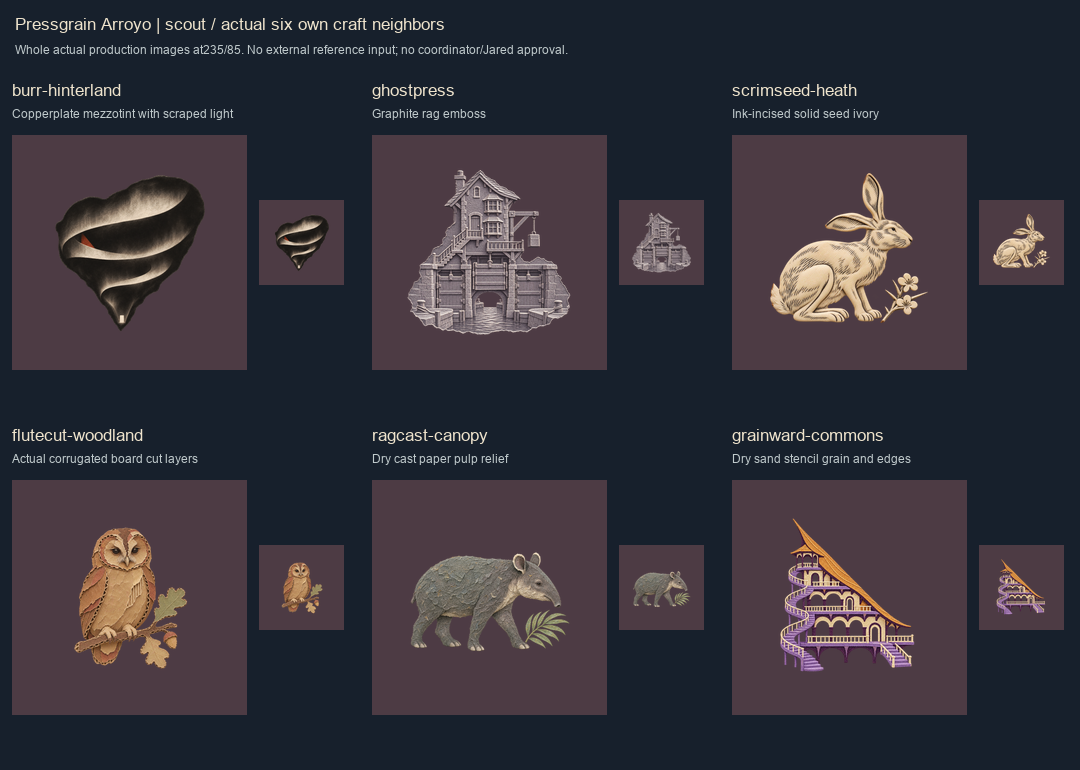 Pressgrain Arroyo | scout / actual six own craft neighbors
Whole actual production images at235/85. No external reference input; no coordinator/Jared approval.
burr-hinterland
Copperplate mezzotint with scraped light
ghostpress
Graphite rag emboss
scrimseed-heath
Ink-incised solid seed ivory
flutecut-woodland
Actual corrugated board cut layers
ragcast-canopy
Dry cast paper pulp relief
grainward-commons
Dry sand stencil grain and edges